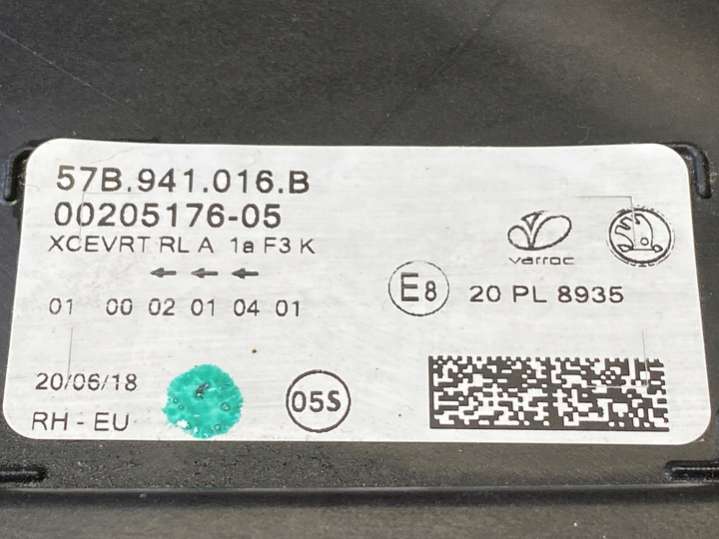 57B.941.016.B
00205176-05
XCEVRT RL A 1a F3 K
01 00 02 01 04 01
varroc
E8 20 PL 8935
20/06/18
RH - EU
05S